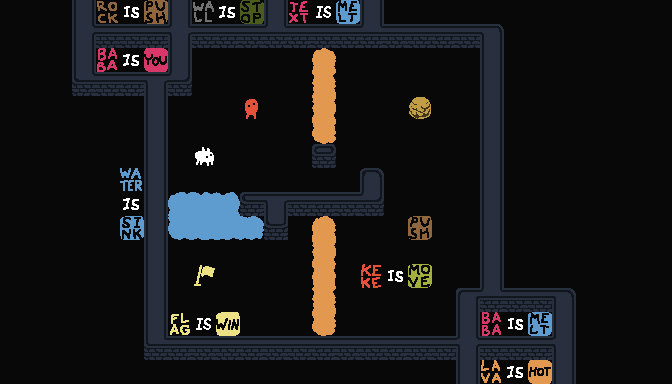 ROCK IS PUSH WALL IS STOP TEXT IS MELT
BABA IS YOU
WATER IS SINK
PUSH
KEKE IS MOVE
FLAG IS WIN
BABA IS MELT
LAVA IS HOT